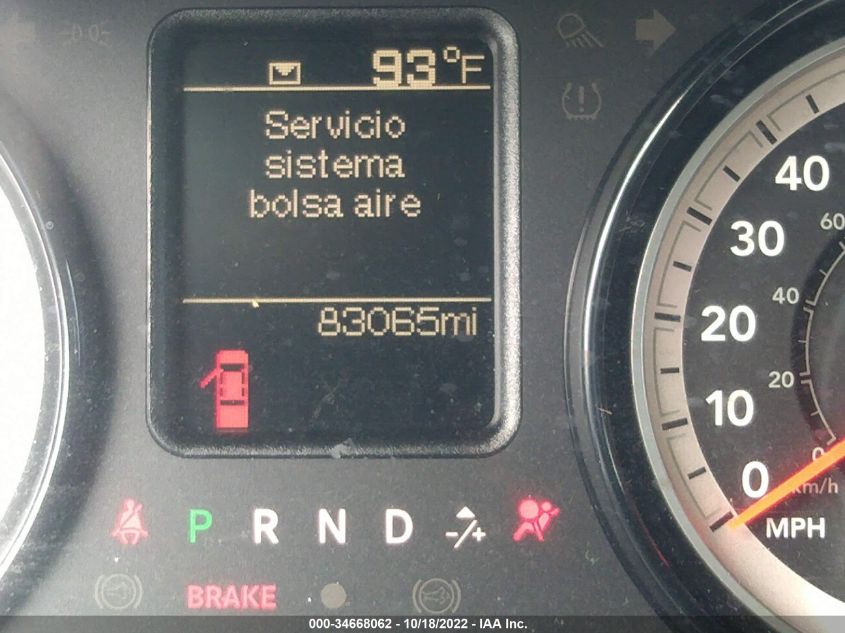 93°F
Servicio
sistema
bolsa aire
83065mi
40
30
20
10
0
MPH
60
40
20
0
km/h
P R N D -/+
BRAKE
000-34668062 - 10/18/2022 - IAA Inc.